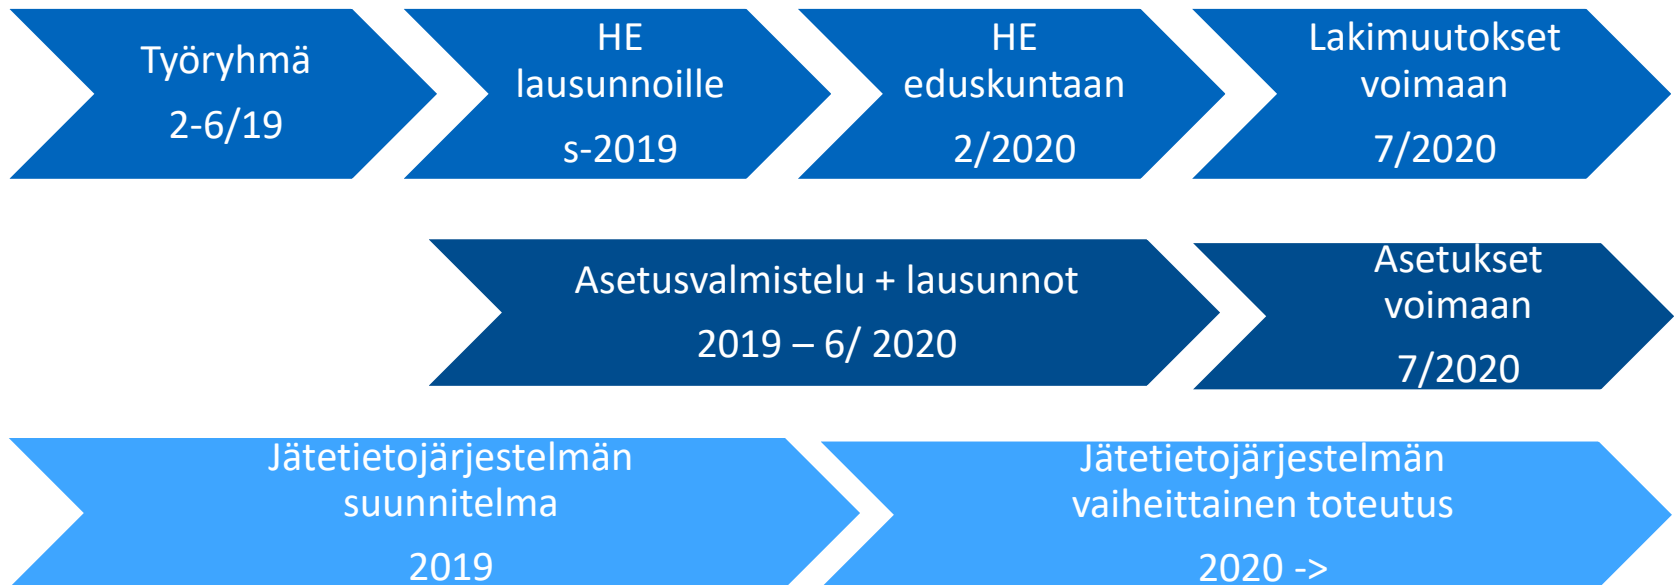 Työryhmä
2-6/19
HE
lausunnoille
s-2019
HE
eduskuntaan
2/2020
Lakimuutokset
voimaan
7/2020
Asetusvalmistelu + lausunnot
2019 – 6/ 2020
Asetukset
voimaan
7/2020
Jätetietojärjestelmän
suunnitelma
2019
Jätetietojärjestelmän
vaiheittainen toteutus
2020 ->